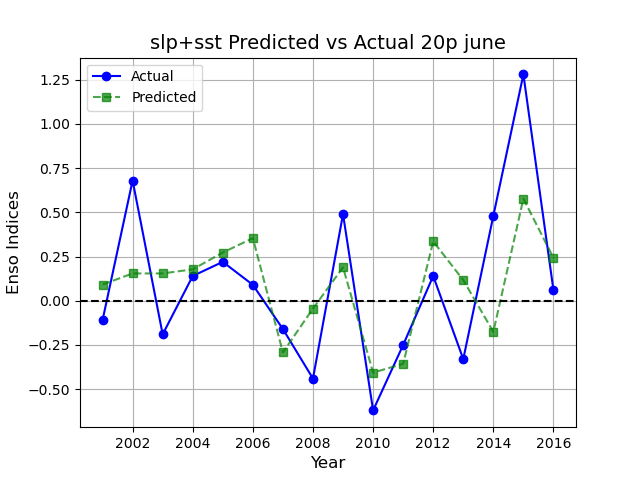 slp+sst Predicted vs Actual 20p june
Actual
Predicted
1.25
1.00
0.75
0.50
0.25
0.00
−0.25
−0.50
Enso Indices
2002 2004 2006 2008 2010 2012 2014 2016
Year